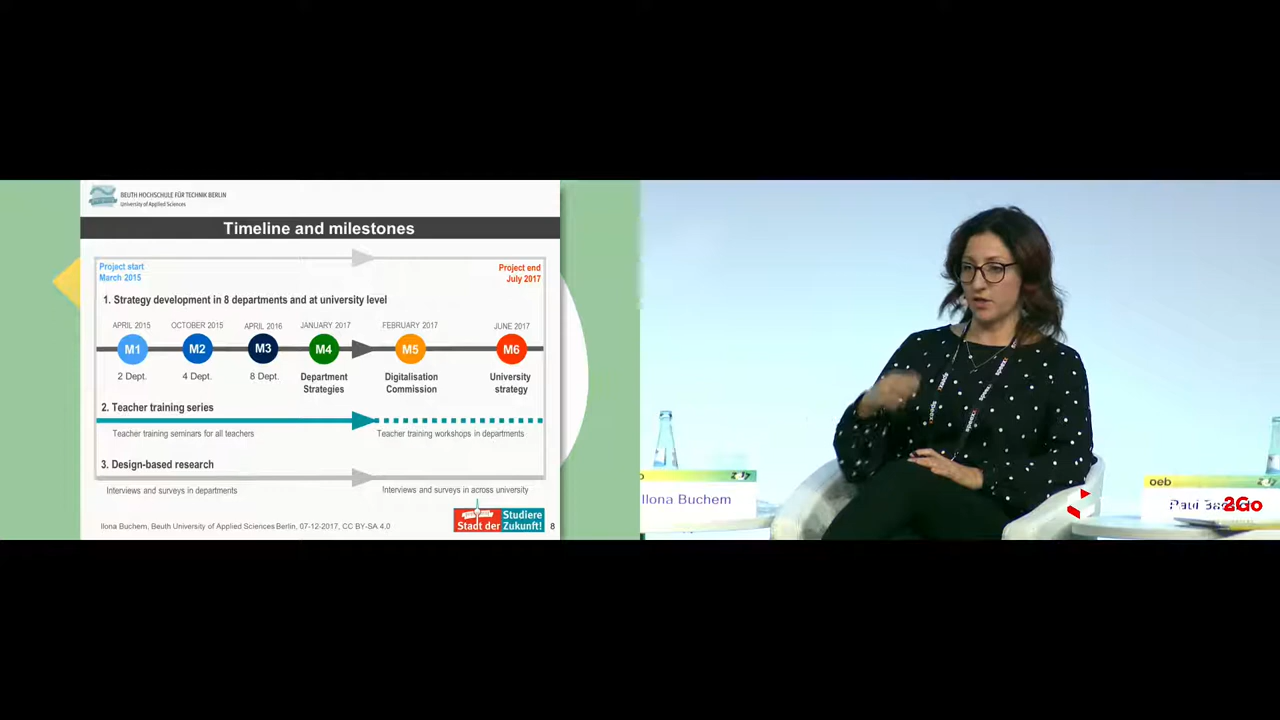 BEUTH HOCHSCHULE FÜR TECHNIK BERLIN
University of Applied Sciences
Timeline and milestones
Project start
March 2015
Project end
July 2017
1. Strategy development in 8 departments and at university level
APRIL 2015 OCTOBER 2015 APRIL 2016 JANUARY 2017 FEBRUARY 2017 JUNE 2017
M1 M2 M3 M4 M5 M6
2 Dept. 4 Dept. 8 Dept. Department Strategies Digitalisation Commission University strategy
2. Teacher training series
Teacher training seminars for all teachers Teacher training workshops in departments
3. Design-based research
Interviews and surveys in departments Interviews and surveys in across university
Ilona Buchem, Beuth University of Applied Sciences Berlin, 07-12-2017, CC BY-SA 4.0
Stadt der
Studiere
Zukunft!
8
Ilona Buchem
oeb
Paul
2Go